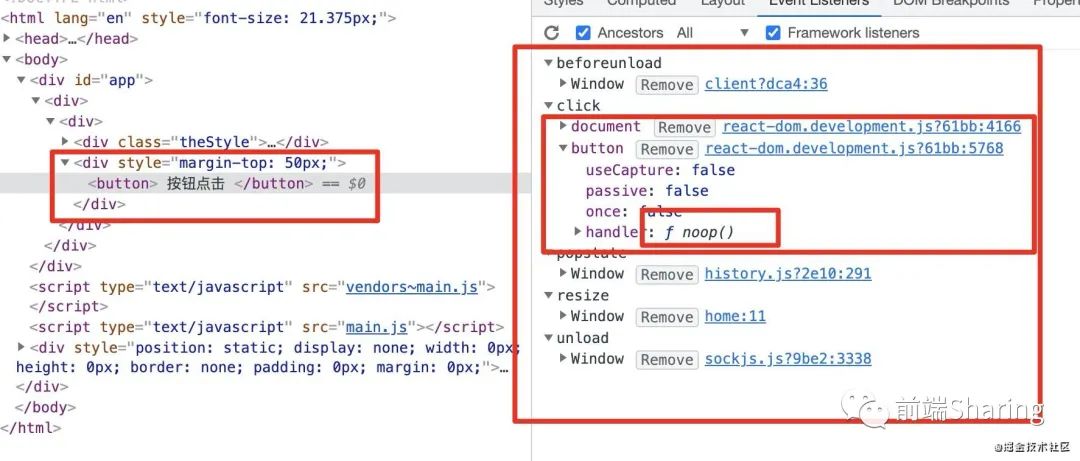 <html lang="en" style="font-size: 21.375px;">
<head>…</head>
<body>
<div id="app">
<div>
<div>
<div class="theStyle">…</div>
<div style="margin-top: 50px;">
<button> 按钮点击 </button> == $0
</div>
</div>
</div>
</div>
<script type="text/javascript" src="vendors~main.js">
</script>
<script type="text/javascript" src="main.js"></script>
<div style="position: static; display: none; width: 0px;
height: 0px; border: none; padding: 0px; margin: 0px;">…
</div>
</body>
</html>
Styles Computed Layout Event Listeners DOM Breakpoints
Ancestors All Framework listeners
beforeunload
Window Remove client?dca4:36
click
document Remove react-dom.development.js?61bb:4166
button Remove react-dom.development.js?61bb:5768
useCapture: false
passive: false
once: false
handler: ƒ noop()
popstate
Window Remove history.js?2e10:291
resize
Window Remove home:11
unload
Window Remove sockjs.js?9be2:3338
前端Sharing
@掘金技术社区